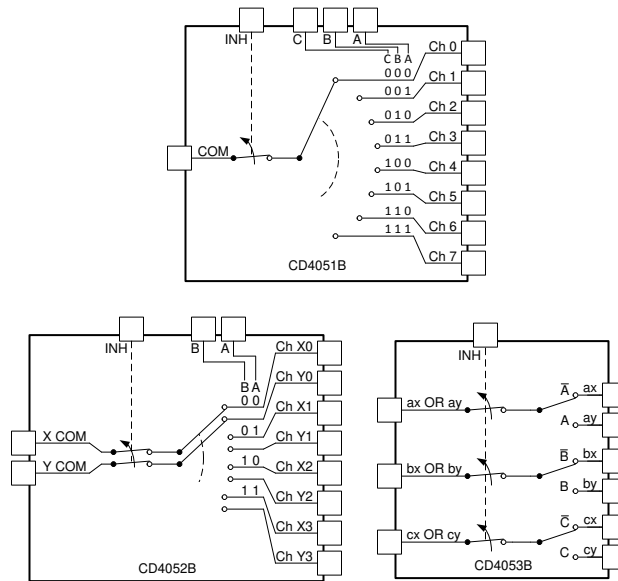 INH C B A
C B A
0 0 0 Ch 0
0 0 1 Ch 1
0 1 0 Ch 2
0 1 1 Ch 3
COM
1 0 0 Ch 4
1 0 1 Ch 5
1 1 0 Ch 6
1 1 1 Ch 7
CD4051B
INH B A
Ch X0
B A
0 0 Ch Y0
0 1 Ch X1
X COM Ch Y1
Y COM 1 0 Ch X2
Ch Y2
1 1 Ch X3
Ch Y3
CD4052B
INH
A̅ ax
ax OR ay
A ay
B̅ bx
bx OR by
B by
C̅ cx
cx OR cy
C cy
CD4053B